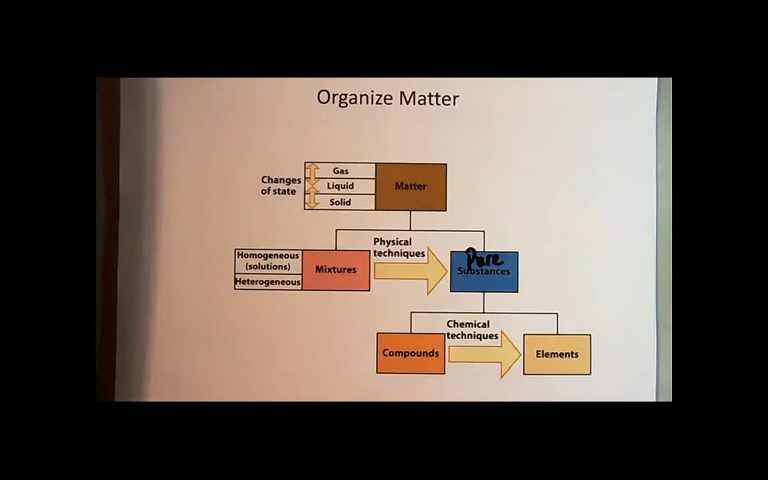 Organize Matter
Changes
of state
Gas
Liquid
Solid
Matter
Homogeneous
(solutions)
Heterogeneous
Mixtures
Physical
techniques
Pure
Substances
Compounds
Chemical
techniques
Elements